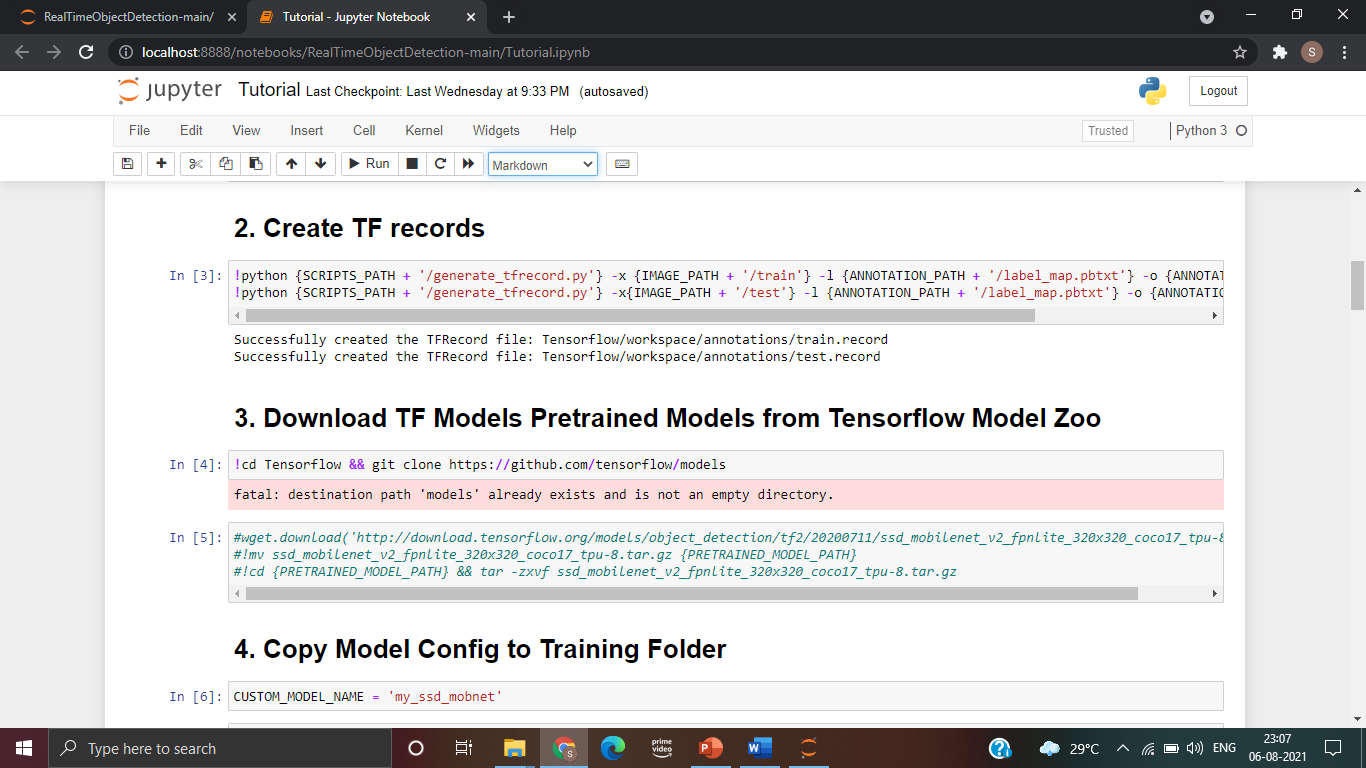 RealTimeObjectDetection-main/
Tutorial - Jupyter Notebook
localhost:8888/notebooks/RealTimeObjectDetection-main/Tutorial.ipynb
S
jupyter Tutorial Last Checkpoint: Last Wednesday at 9:33 PM (autosaved)
Logout
File Edit View Insert Cell Kernel Widgets Help
Trusted
Python 3
Run
Markdown
2. Create TF records
In [3]: !python {SCRIPTS_PATH + '/generate_tfrecord.py'} -x {IMAGE_PATH + '/train'} -l {ANNOTATION_PATH + '/label_map.pbtxt'} -o {ANNOTAT
!python {SCRIPTS_PATH + '/generate_tfrecord.py'} -x{IMAGE_PATH + '/test'} -l {ANNOTATION_PATH + '/label_map.pbtxt'} -o {ANNOTATIO
Successfully created the TFRecord file: Tensorflow/workspace/annotations/train.record
Successfully created the TFRecord file: Tensorflow/workspace/annotations/test.record
3. Download TF Models Pretrained Models from Tensorflow Model Zoo
In [4]: !cd Tensorflow && git clone https://github.com/tensorflow/models
fatal: destination path 'models' already exists and is not an empty directory.
In [5]: #wget.download('http://download.tensorflow.org/models/object_detection/tf2/20200711/ssd_mobilenet_v2_fpnlite_320x320_coco17_tpu-8
#!mv ssd_mobilenet_v2_fpnlite_320x320_coco17_tpu-8.tar.gz {PRETRAINED_MODEL_PATH}
#!cd {PRETRAINED_MODEL_PATH} && tar -zxvf ssd_mobilenet_v2_fpnlite_320x320_coco17_tpu-8.tar.gz
4. Copy Model Config to Training Folder
In [6]: CUSTOM_MODEL_NAME = 'my_ssd_mobnet'
Type here to search
S
prime
video
P
W
29°C
ENG
23:07
06-08-2021